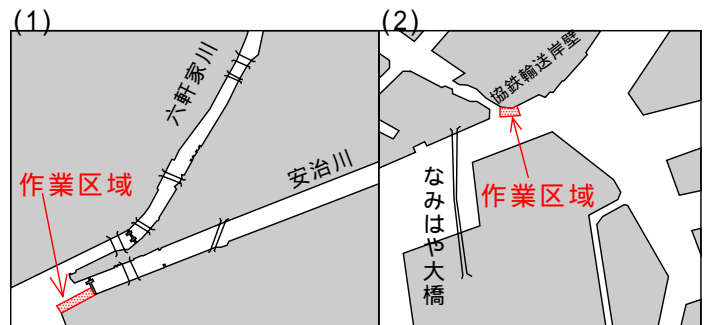 (1)
六軒家川
安治川
作業区域
(2)
協鉄輸送岸壁
作業区域
なみはや大橋